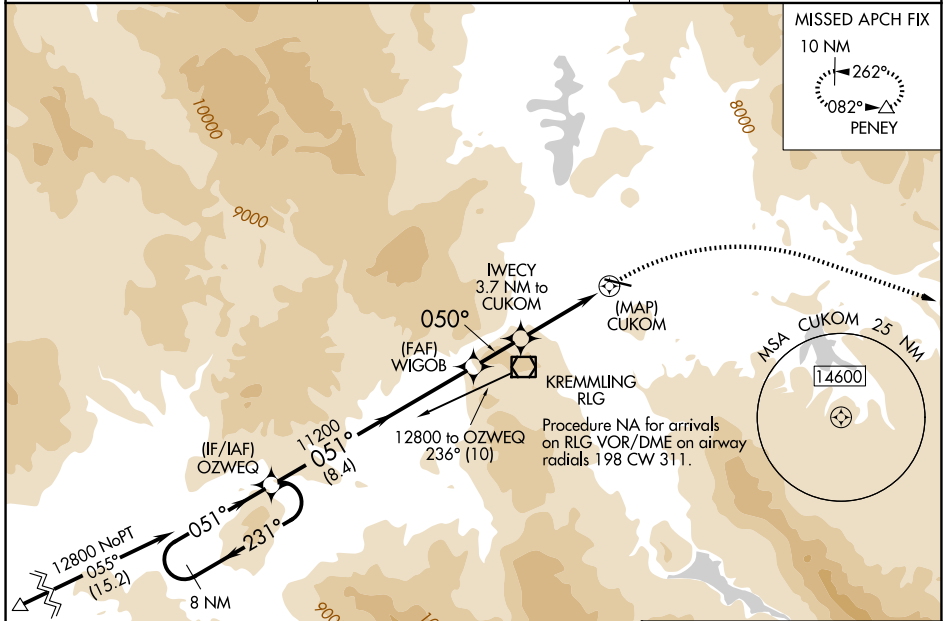 MISSED APCH FIX
10 NM
262°
082°
PENEY
10000
8000
9000
IWECY
3.7 NM to
CUKOM
050°
(MAP)
CUKOM
(FAF)
WIGOB
KREMMLING
RLG
MSA CUKOM 25 NM
14600
Procedure NA for arrivals
on RLG VOR/DME on airway
radials 198 CW 311.
12800 to OZWEQ
236° (10)
11200
051°
(8.4)
(IF/IAF)
OZWEQ
051°
231°
12800 NoPT
055°
(15.2)
8 NM